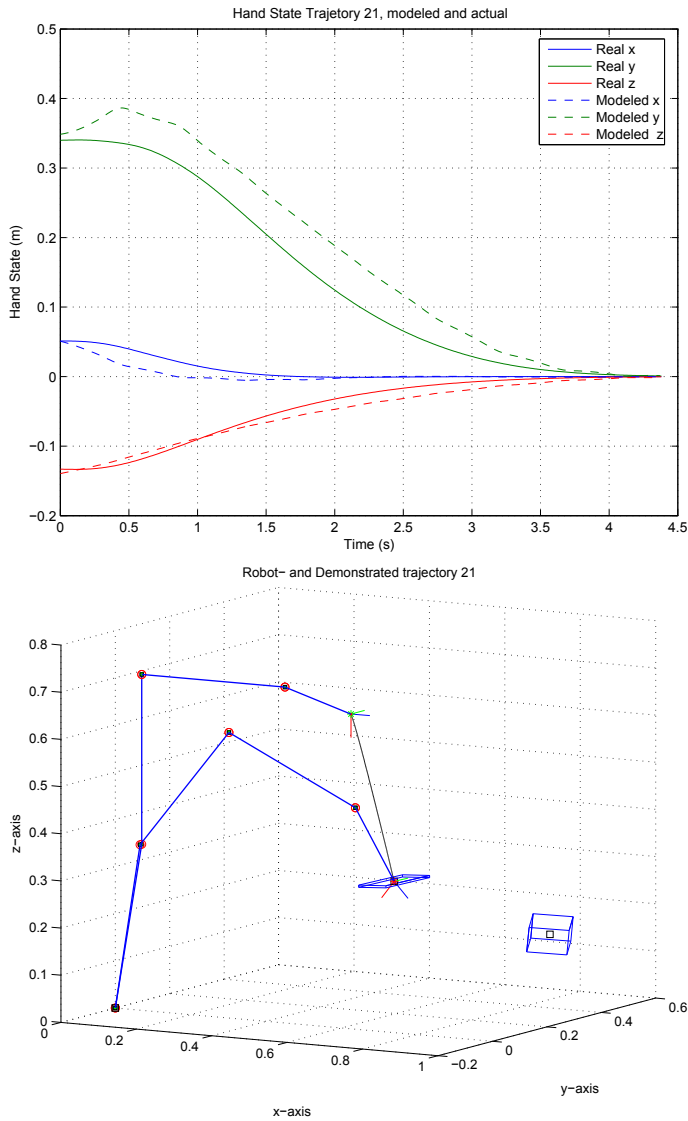 Hand State Trajetory 21, modeled and actual
0.5
0.4
0.3
0.2
0.1
0
−0.1
−0.2
Hand State (m)
Real x
Real y
Real z
Modeled x
Modeled y
Modeled z
0 0.5 1 1.5 2 2.5 3 3.5 4 4.5
Time (s)
Robot− and Demonstrated trajectory 21
0.8
0.7
0.6
0.5
0.4
0.3
0.2
0.1
0
z−axis
0 0.2 0.4 0.6 0.8 1
x−axis
−0.2 0 0.2 0.4 0.6
y−axis